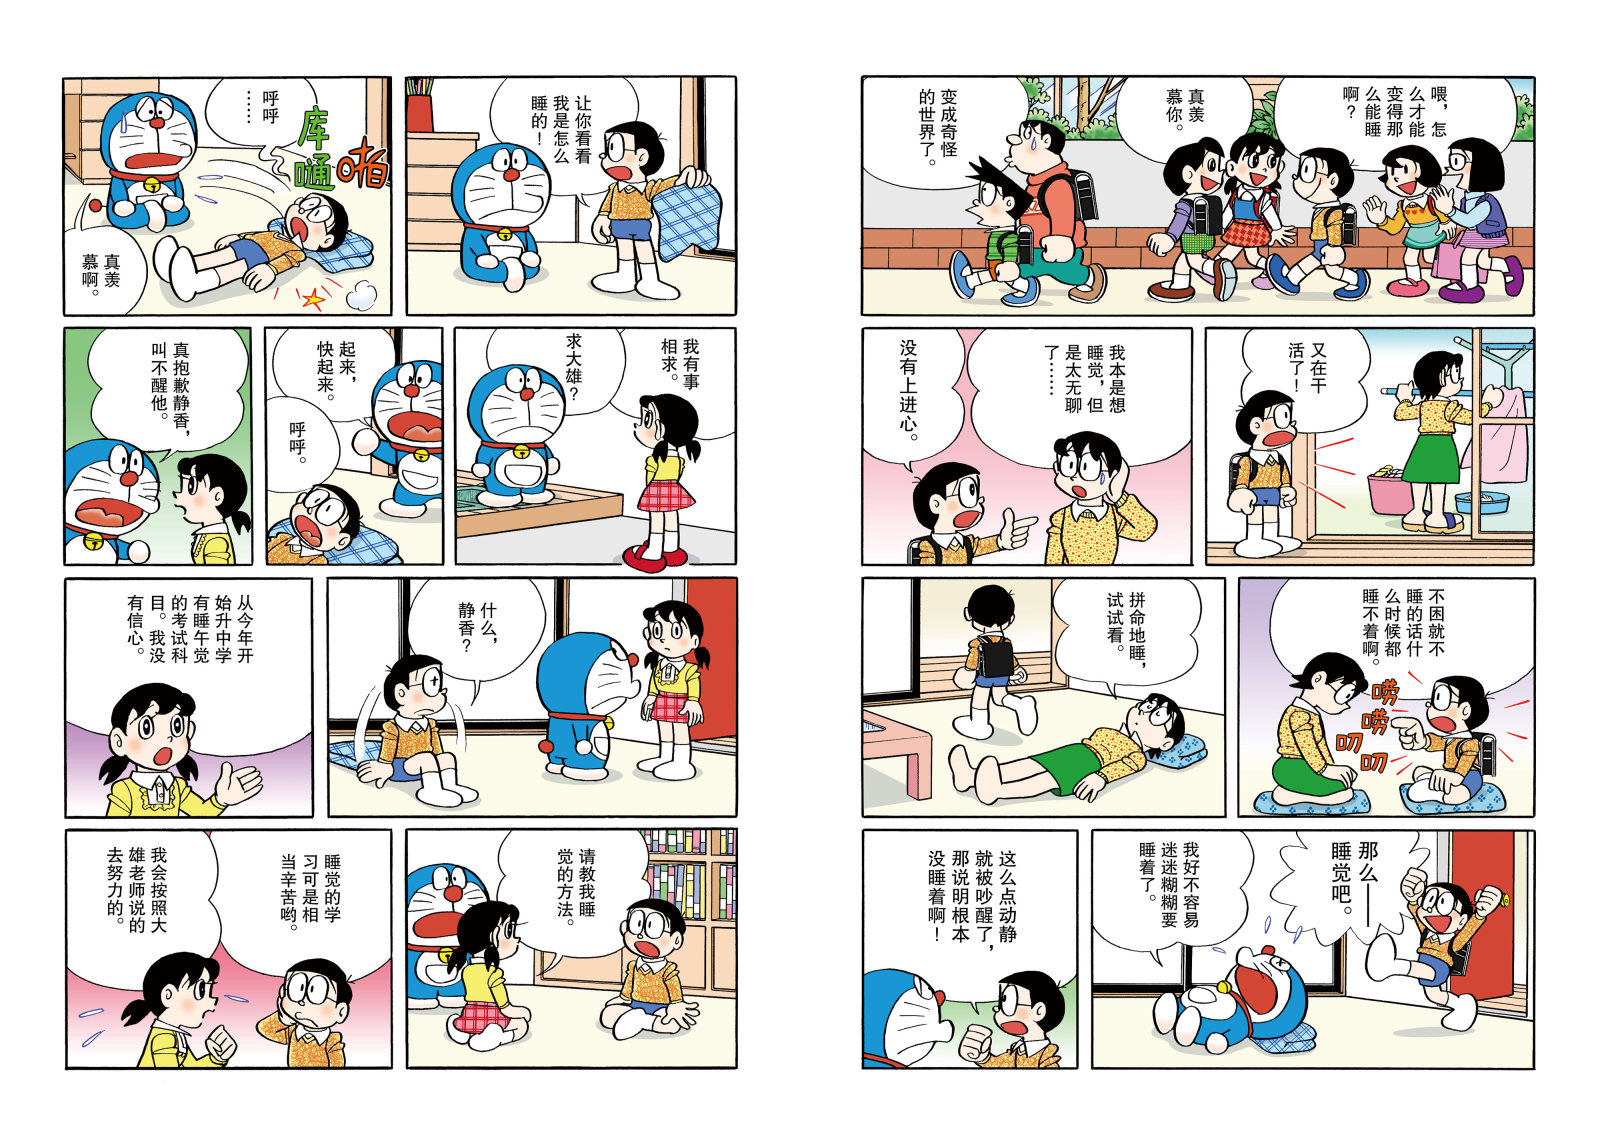 喂，怎
么才能
变得那
么能睡
啊？
真羡
慕你。
变成奇怪
的世界了。
又在干
活了！
我本是想
睡觉，但
是太无聊
了……
没有上进心。
不困就不
睡的话什
么时候都
睡不着啊。
唠唠叨叨
拼命地睡，
试试看。
那么——
睡觉吧。
我好不容易
迷迷糊糊要
睡着了。
这么点动静
就被吵醒了，
那说明根本
没睡着啊！
让你看看
我是怎么
睡的！
啪
库嗵
呼呼
……
真羡
慕啊。
我有事
相求。
求大雄？
起来，
快起来。
呼呼。
真抱歉静香，
叫不醒他。
什么，
静香？
从今年开
始升中学
有睡午觉
的考试科
目。我没
有信心。
请教我睡
觉的方法。
睡觉的学
习可是相
当辛苦哟。
我会按照大
雄老师说的
去努力的。